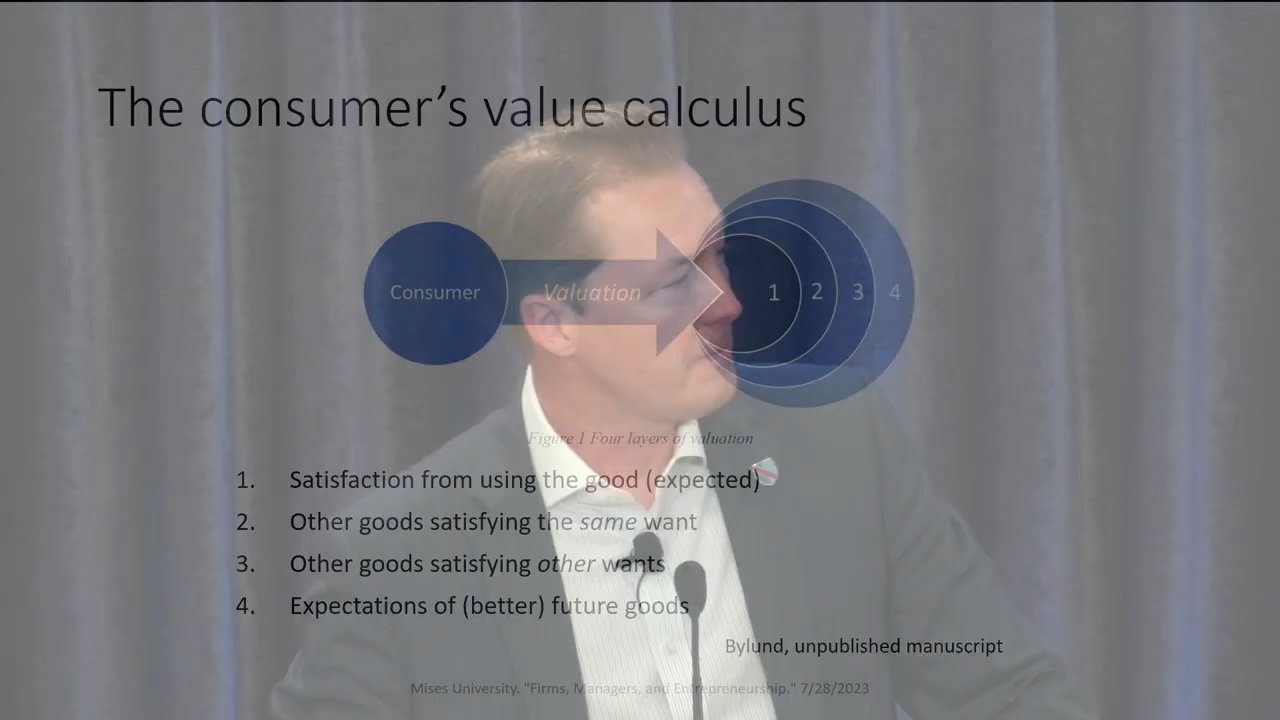 The consumer's value calculus
Consumer
Valuation
1 2 3 4
Figure 1 Four layers of valuation
1. Satisfaction from using the good (expected)
2. Other goods satisfying the same want
3. Other goods satisfying other wants
4. Expectations of (better) future goods
Bylund, unpublished manuscript
Mises University. "Firms, Managers, and Entrepreneurship." 7/28/2023